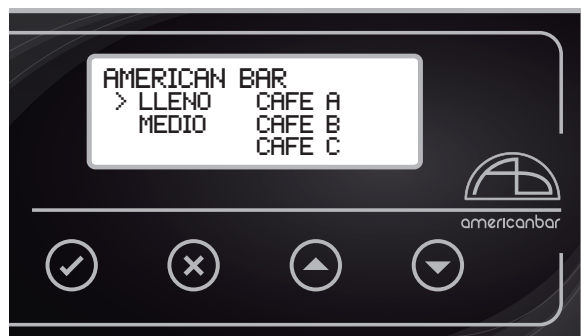 AMERICAN BAR
> LLENO CAFE A
MEDIO CAFE B
CAFE C
americanbar